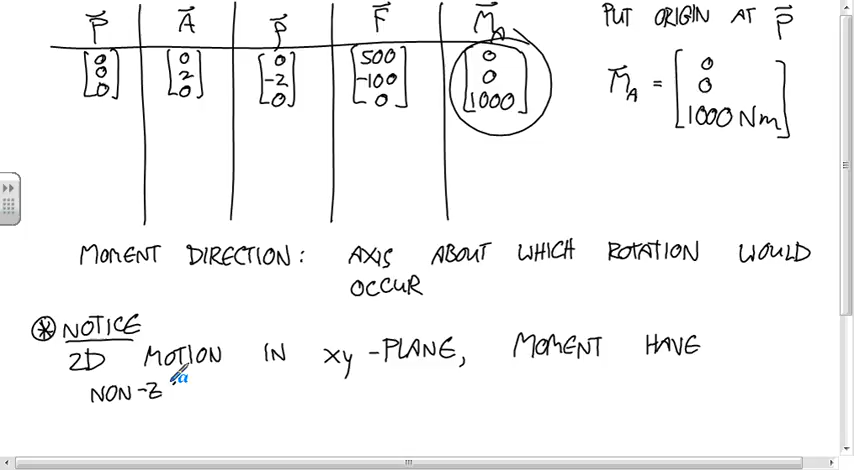 P A ρ F M_A PUT ORIGIN AT P
[0 0 0] [0 2 0] [0 -2 0] [500 -100 0] [0 0 1000] M_A = [0 0 1000 Nm]
MOMENT DIRECTION: AXIS ABOUT WHICH ROTATION WOULD
OCCUR
* NOTICE
2D MOTION IN xy-PLANE, MOMENT HAVE
NON-Z